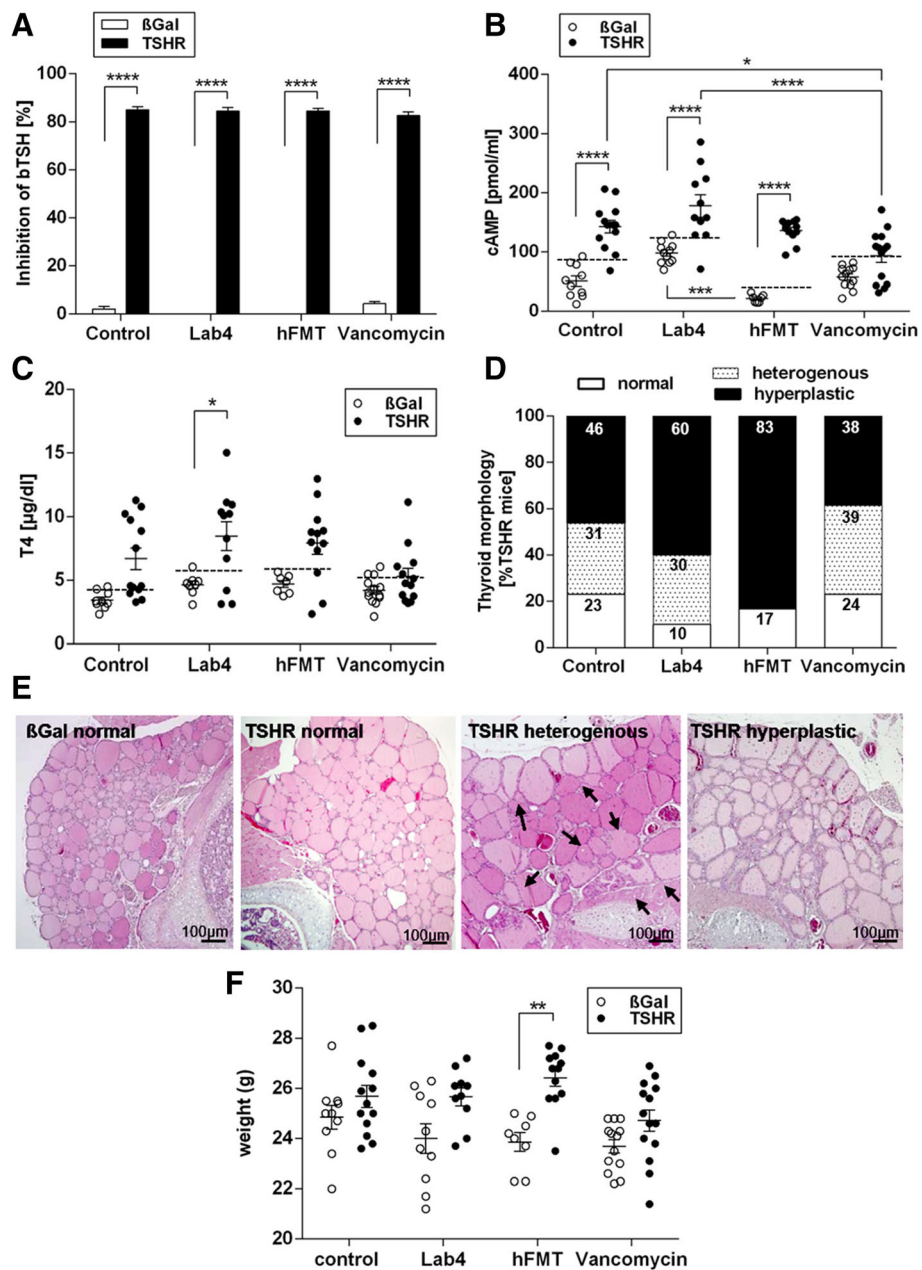 A
ßGal
TSHR
Inhibition of bTSH [%]
100
80
60
40
20
0
****
****
****
****
Control
Lab4
hFMT
Vancomycin
B
ßGal
TSHR
cAMP [pmol/ml]
400
300
200
100
0
*
****
****
****
****
***
Control
Lab4
hFMT
Vancomycin
C
ßGal
TSHR
T4 [µg/dl]
20
15
10
5
0
*
Control
Lab4
hFMT
Vancomycin
D
normal
heterogenous
hyperplastic
Thyroid morphology
[%TSHR mice]
100
80
60
40
20
0
46
31
23
60
30
10
83
17
38
39
24
Control
Lab4
hFMT
Vancomycin
E
ßGal normal
100µm
TSHR normal
100µm
TSHR heterogenous
100µm
TSHR hyperplastic
100µm
F
ßGal
TSHR
weight (g)
28
26
24
22
20
**
control
Lab4
hFMT
Vancomycin